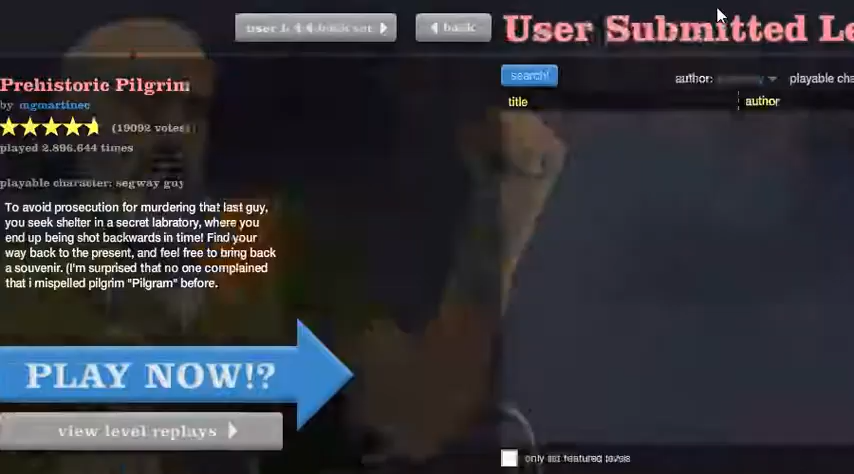 back
User Submitted Le
Prehistoric Pilgrim
by mgmartinec
(19092 votes)
played 2.896.644 times
playable character: segway guy
To avoid prosecution for murdering that last guy,
you seek shelter in a secret labratory, where you
end up being shot backwards in time! Find your
way back to the present, and feel free to bring back
a souvenir. (I'm surprised that no one complained
that i mispelled pilgrim "Pilgram" before.
PLAY NOW!?
view level replays
search!
author:
playable cha
title
author
only featured levels